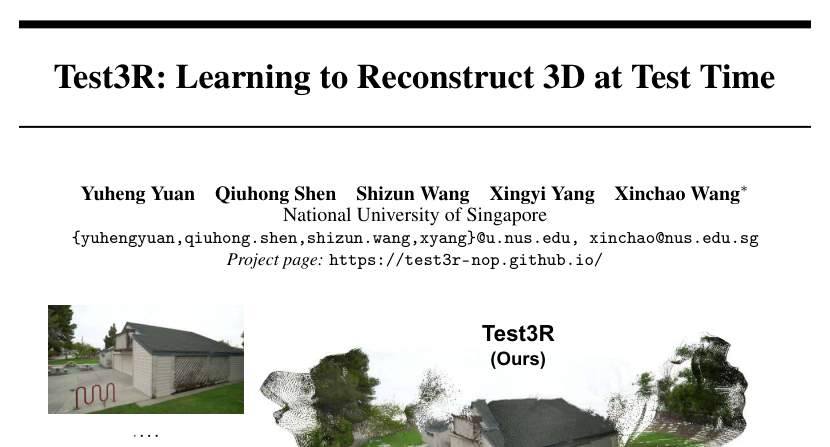 Test3R: Learning to Reconstruct 3D at Test Time
Yuheng Yuan Qiuhong Shen Shizun Wang Xingyi Yang Xinchao Wang*
National University of Singapore
{yuhengyuan,qiuhong.shen,shizun.wang,xyang}@u.nus.edu, xinchao@nus.edu.sg
Project page: https://test3r-nop.github.io/
Test3R
(Ours)
....